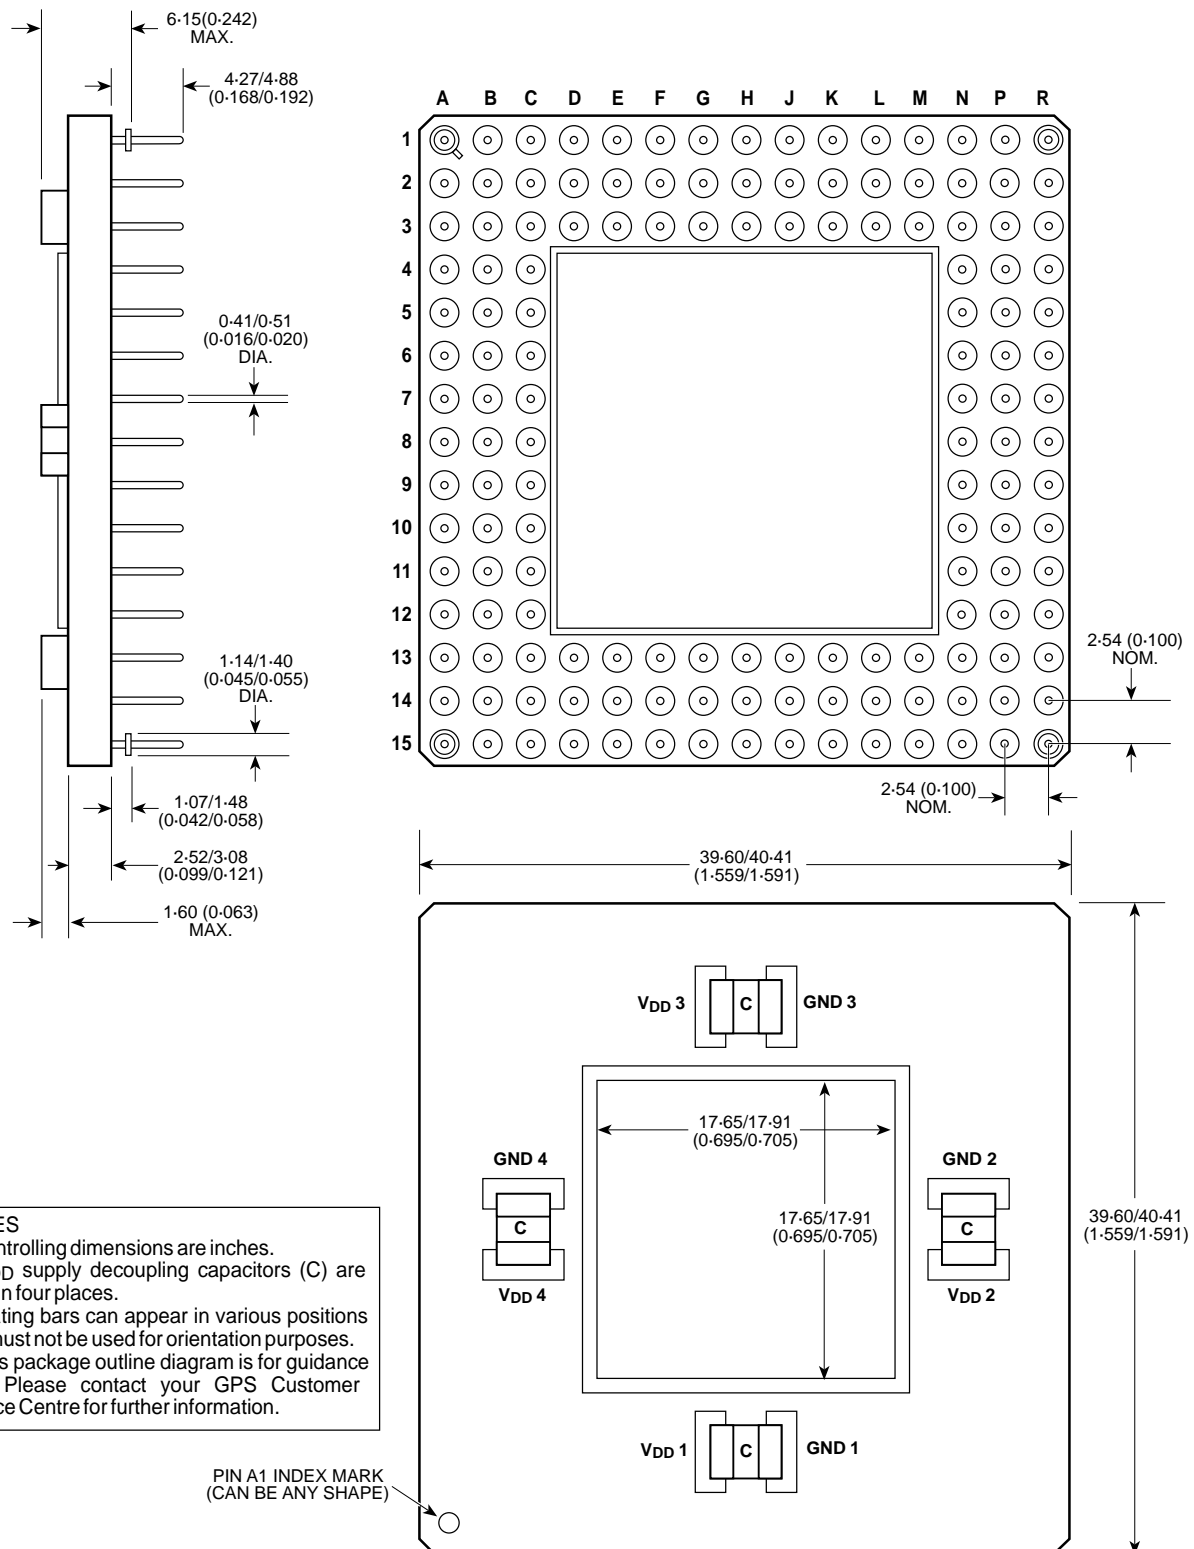 6·15(0·242)
MAX.
4·27/4·88
(0·168/0·192)
A B C D E F G H J K L M N P R
1
2
3
4
5
0·41/0·51
(0·016/0·020)
DIA.
6
7
8
9
10
11
12
13
2·54 (0·100)
NOM.
1·14/1·40
(0·045/0·055)
DIA.
14
15
2·54 (0·100)
NOM.
1·07/1·48
(0·042/0·058)
2·52/3·08
(0·099/0·121)
39·60/40·41
(1·559/1·591)
1·60 (0·063)
MAX.
VDD 3 C GND 3
17·65/17·91
(0·695/0·705)
GND 4
GND 2
C
17·65/17·91
(0·695/0·705)
C
39·60/40·41
(1·559/1·591)
VDD 4
VDD 2
ES
ntrolling dimensions are inches.
DD supply decoupling capacitors (C) are
n four places.
ting bars can appear in various positions
must not be used for orientation purposes.
s package outline diagram is for guidance
Please contact your GPS Customer
ce Centre for further information.
VDD 1 C GND 1
PIN A1 INDEX MARK
(CAN BE ANY SHAPE)